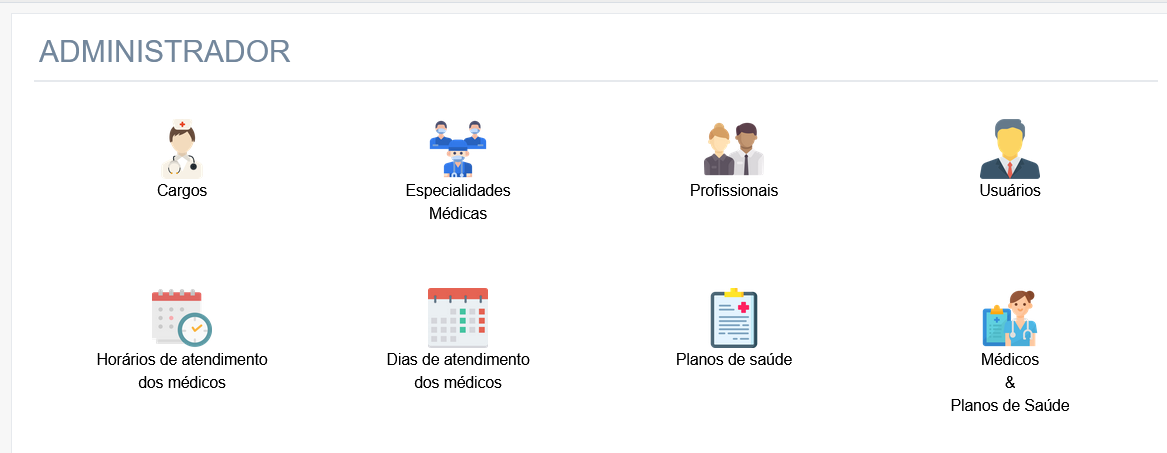 ADMINISTRADOR
Cargos
Especialidades
Médicas
Profissionais
Usuários
Horários de atendimento
dos médicos
Dias de atendimento
dos médicos
Planos de saúde
Médicos
&
Planos de Saúde